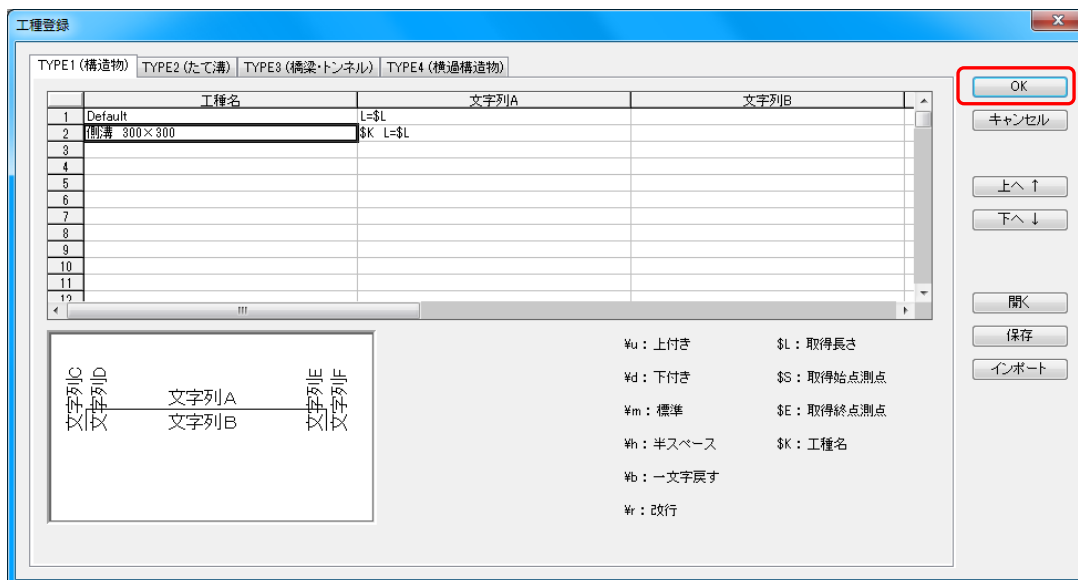 工種登録
TYPE1(構造物) TYPE2(たて溝) TYPE3(橋梁・トンネル) TYPE4(横過構造物)
工種名 文字列A 文字列B
1 Default L=$L
2 側溝 300×300 $K L=$L
3
4
5
6
7
8
9
10
11
12
OK
キャンセル
上へ ↑
下へ ↓
開く
保存
インポート
文字列C
文字列D
文字列A
文字列B
文字列E
文字列F
¥u : 上付き $L : 取得長さ
¥d : 下付き $S : 取得始点測点
¥m : 標準 $E : 取得終点測点
¥h : 半スペース $K : 工種名
¥b : 一文字戻す
¥r : 改行